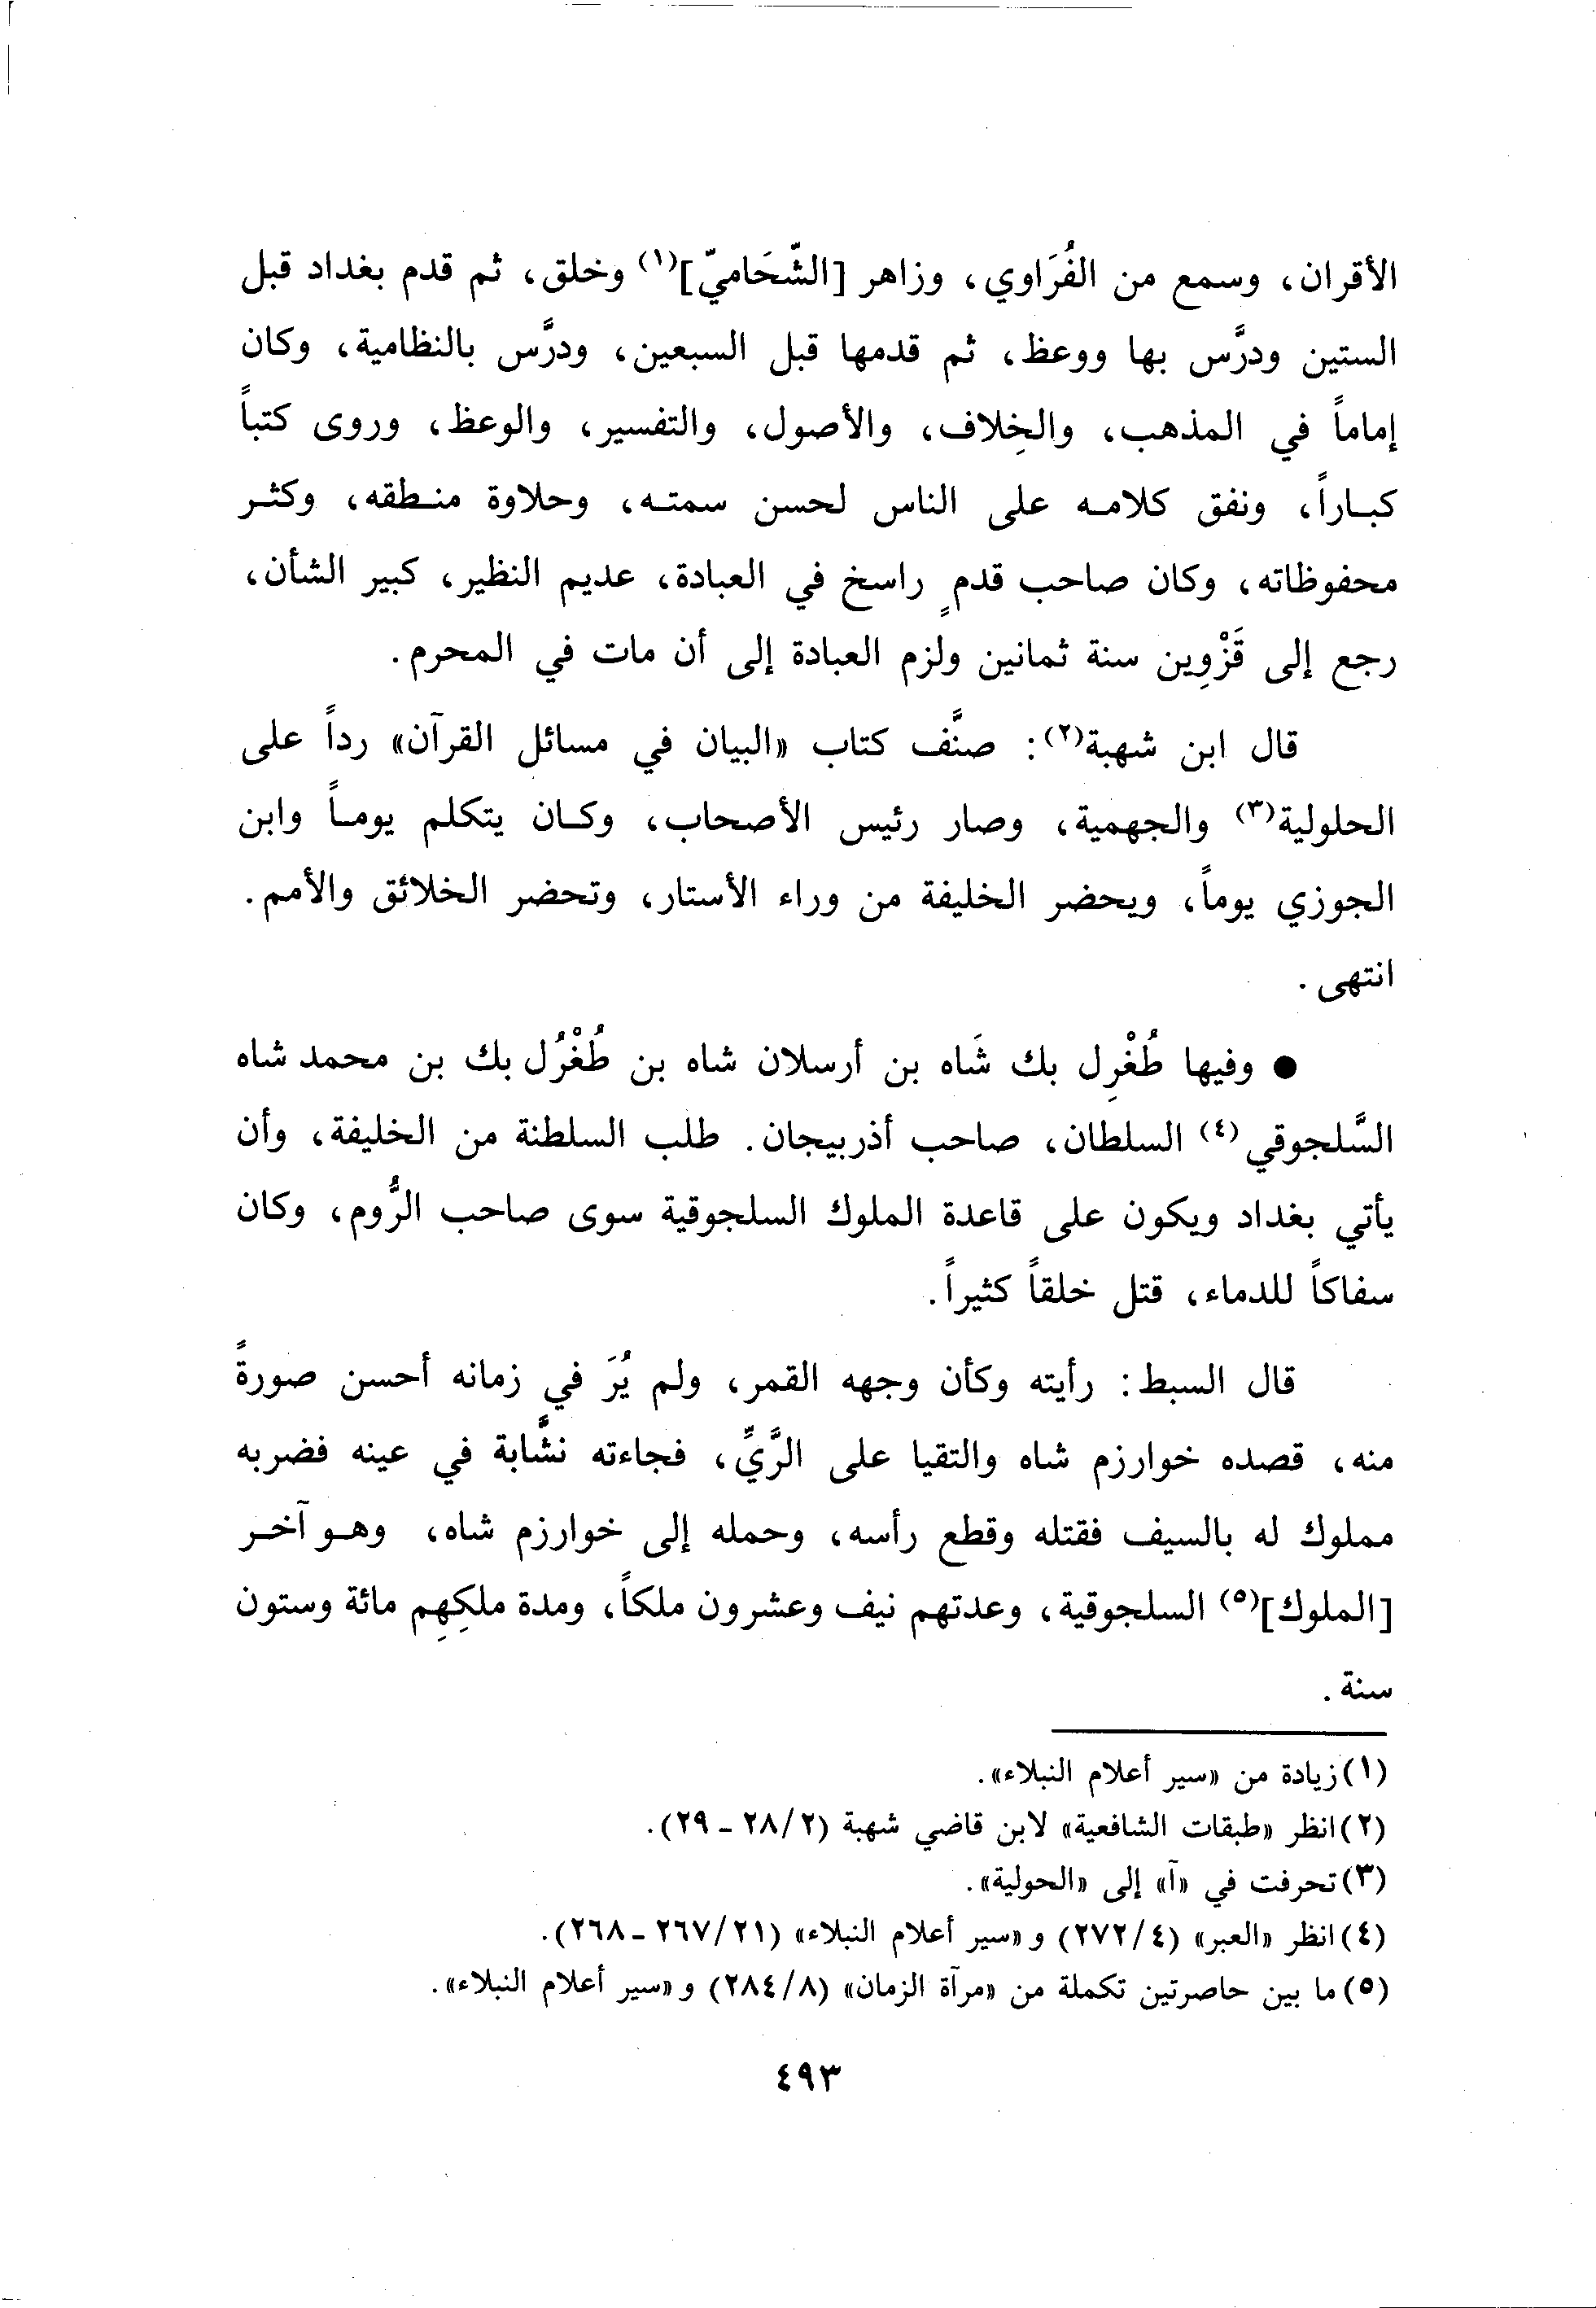 الأقران، وسمع من الفُرَاوي، وزاهر [الشّحَاميّ](١) وخلق، ثم قدم بغداد قبل
الستين ودرَّس بها ووعظ، ثم قدمها قبل السبعين، ودرَّس بالنظامية، وكان
إماماً في المذهب، والخِلاف، والأصول، والتفسير، والوعظ، وروى كتباً
كباراً، ونفق كلامه على الناس لحسن سمته، وحلاوة منطقه، وكثر
محفوظاته، وكان صاحب قدمٍ راسخ في العبادة، عديم النظير، كبير الشأن،
رجع إلى قَزْوِين سنة ثمانين ولزم العبادة إلى أن مات في المحرم.
قال ابن شهبة(٢): صنَّف كتاب «البيان في مسائل القرآن» رداً على
الحلولية(٣) والجهمية، وصار رئيس الأصحاب، وكان يتكلم يوماً وابن
الجوزي يوماً، ويحضر الخليفة من وراء الأستار، وتحضر الخلائق والأمم.
انتهى.
● وفيها طُغْرِل بك شَاه بن أرسلان شاه بن طُغْرُل بك بن محمد شاه
السَّلجوقي(٤) السلطان، صاحب أذربيجان. طلب السلطنة من الخليفة، وأن
يأتي بغداد ويكون على قاعدة الملوك السلجوقية سوى صاحب الرُّوم، وكان
سفاكاً للدماء، قتل خلقاً كثيراً.
قال السبط: رأيته وكأن وجهه القمر، ولم يُرَ في زمانه أحسن صورةً
منه، قصده خوارزم شاه والتقيا على الرَّيِّ، فجاءته نشَّابة في عينه فضربه
مملوك له بالسيف فقتله وقطع رأسه، وحمله إلى خوارزم شاه، وهو آخر
[الملوك](٥) السلجوقية، وعدتهم نيف وعشرون ملكاً، ومدة ملكِهِم مائة وستون
سنة.
(١) زيادة من «سير أعلام النبلاء».
(٢) انظر «طبقات الشافعية» لابن قاضي شهبة (٢/ ٢٨ - ٢٩).
(٣) تحرفت في «آ» إلى «الحولية».
(٤) انظر «العبر» (٤/ ٢٧٢) و «سير أعلام النبلاء» (٢١/ ٢٦٧ - ٢٦٨).
(٥) ما بين حاصرتين تكملة من «مرآة الزمان» (٨/ ٢٨٤) و «سير أعلام النبلاء».
٤٩٣